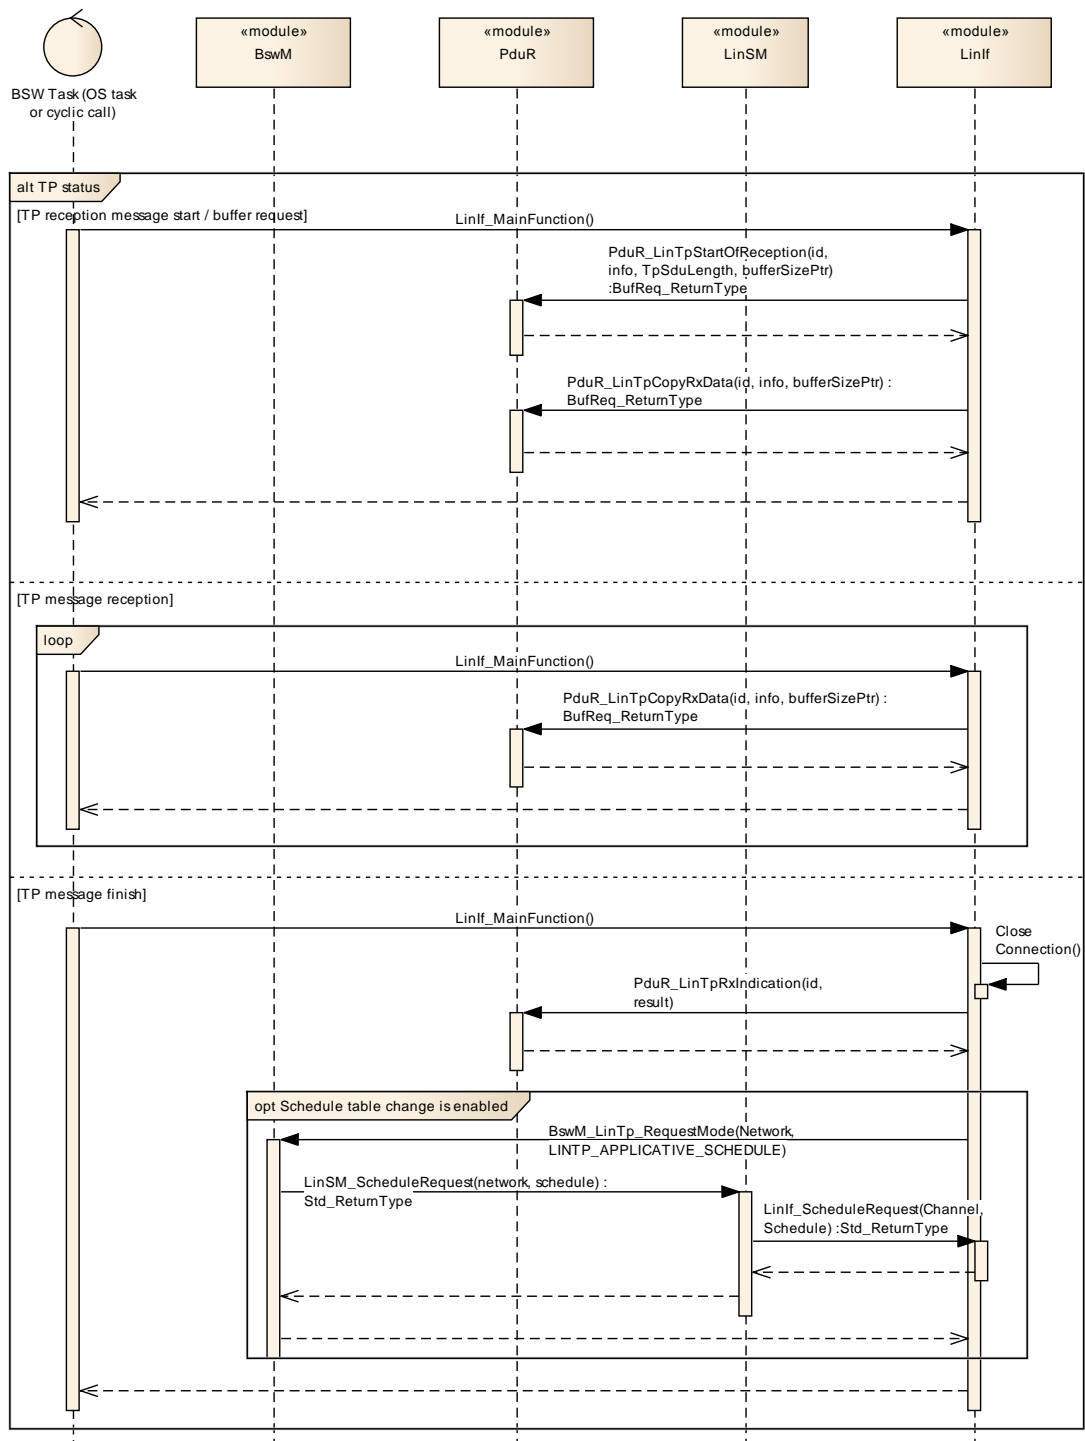 «module»
BswM
«module»
PduR
«module»
LinSM
«module»
LinIf
BSW Task (OS task
or cyclic call)
alt TP status
[TP reception message start / buffer request]
LinIf_MainFunction()
PduR_LinTpStartOfReception(id,
info, TpSduLength, bufferSizePtr)
:BufReq_ReturnType
PduR_LinTpCopyRxData(id, info, bufferSizePtr) :
BufReq_ReturnType
[TP message reception]
loop
LinIf_MainFunction()
PduR_LinTpCopyRxData(id, info, bufferSizePtr) :
BufReq_ReturnType
[TP message finish]
LinIf_MainFunction()
Close
Connection()
PduR_LinTpRxIndication(id,
result)
opt Schedule table change is enabled
BswM_LinTp_RequestMode(Network,
LINTP_APPLICATIVE_SCHEDULE)
LinSM_ScheduleRequest(network, schedule) :
Std_ReturnType
LinIf_ScheduleRequest(Channel,
Schedule) :Std_ReturnType